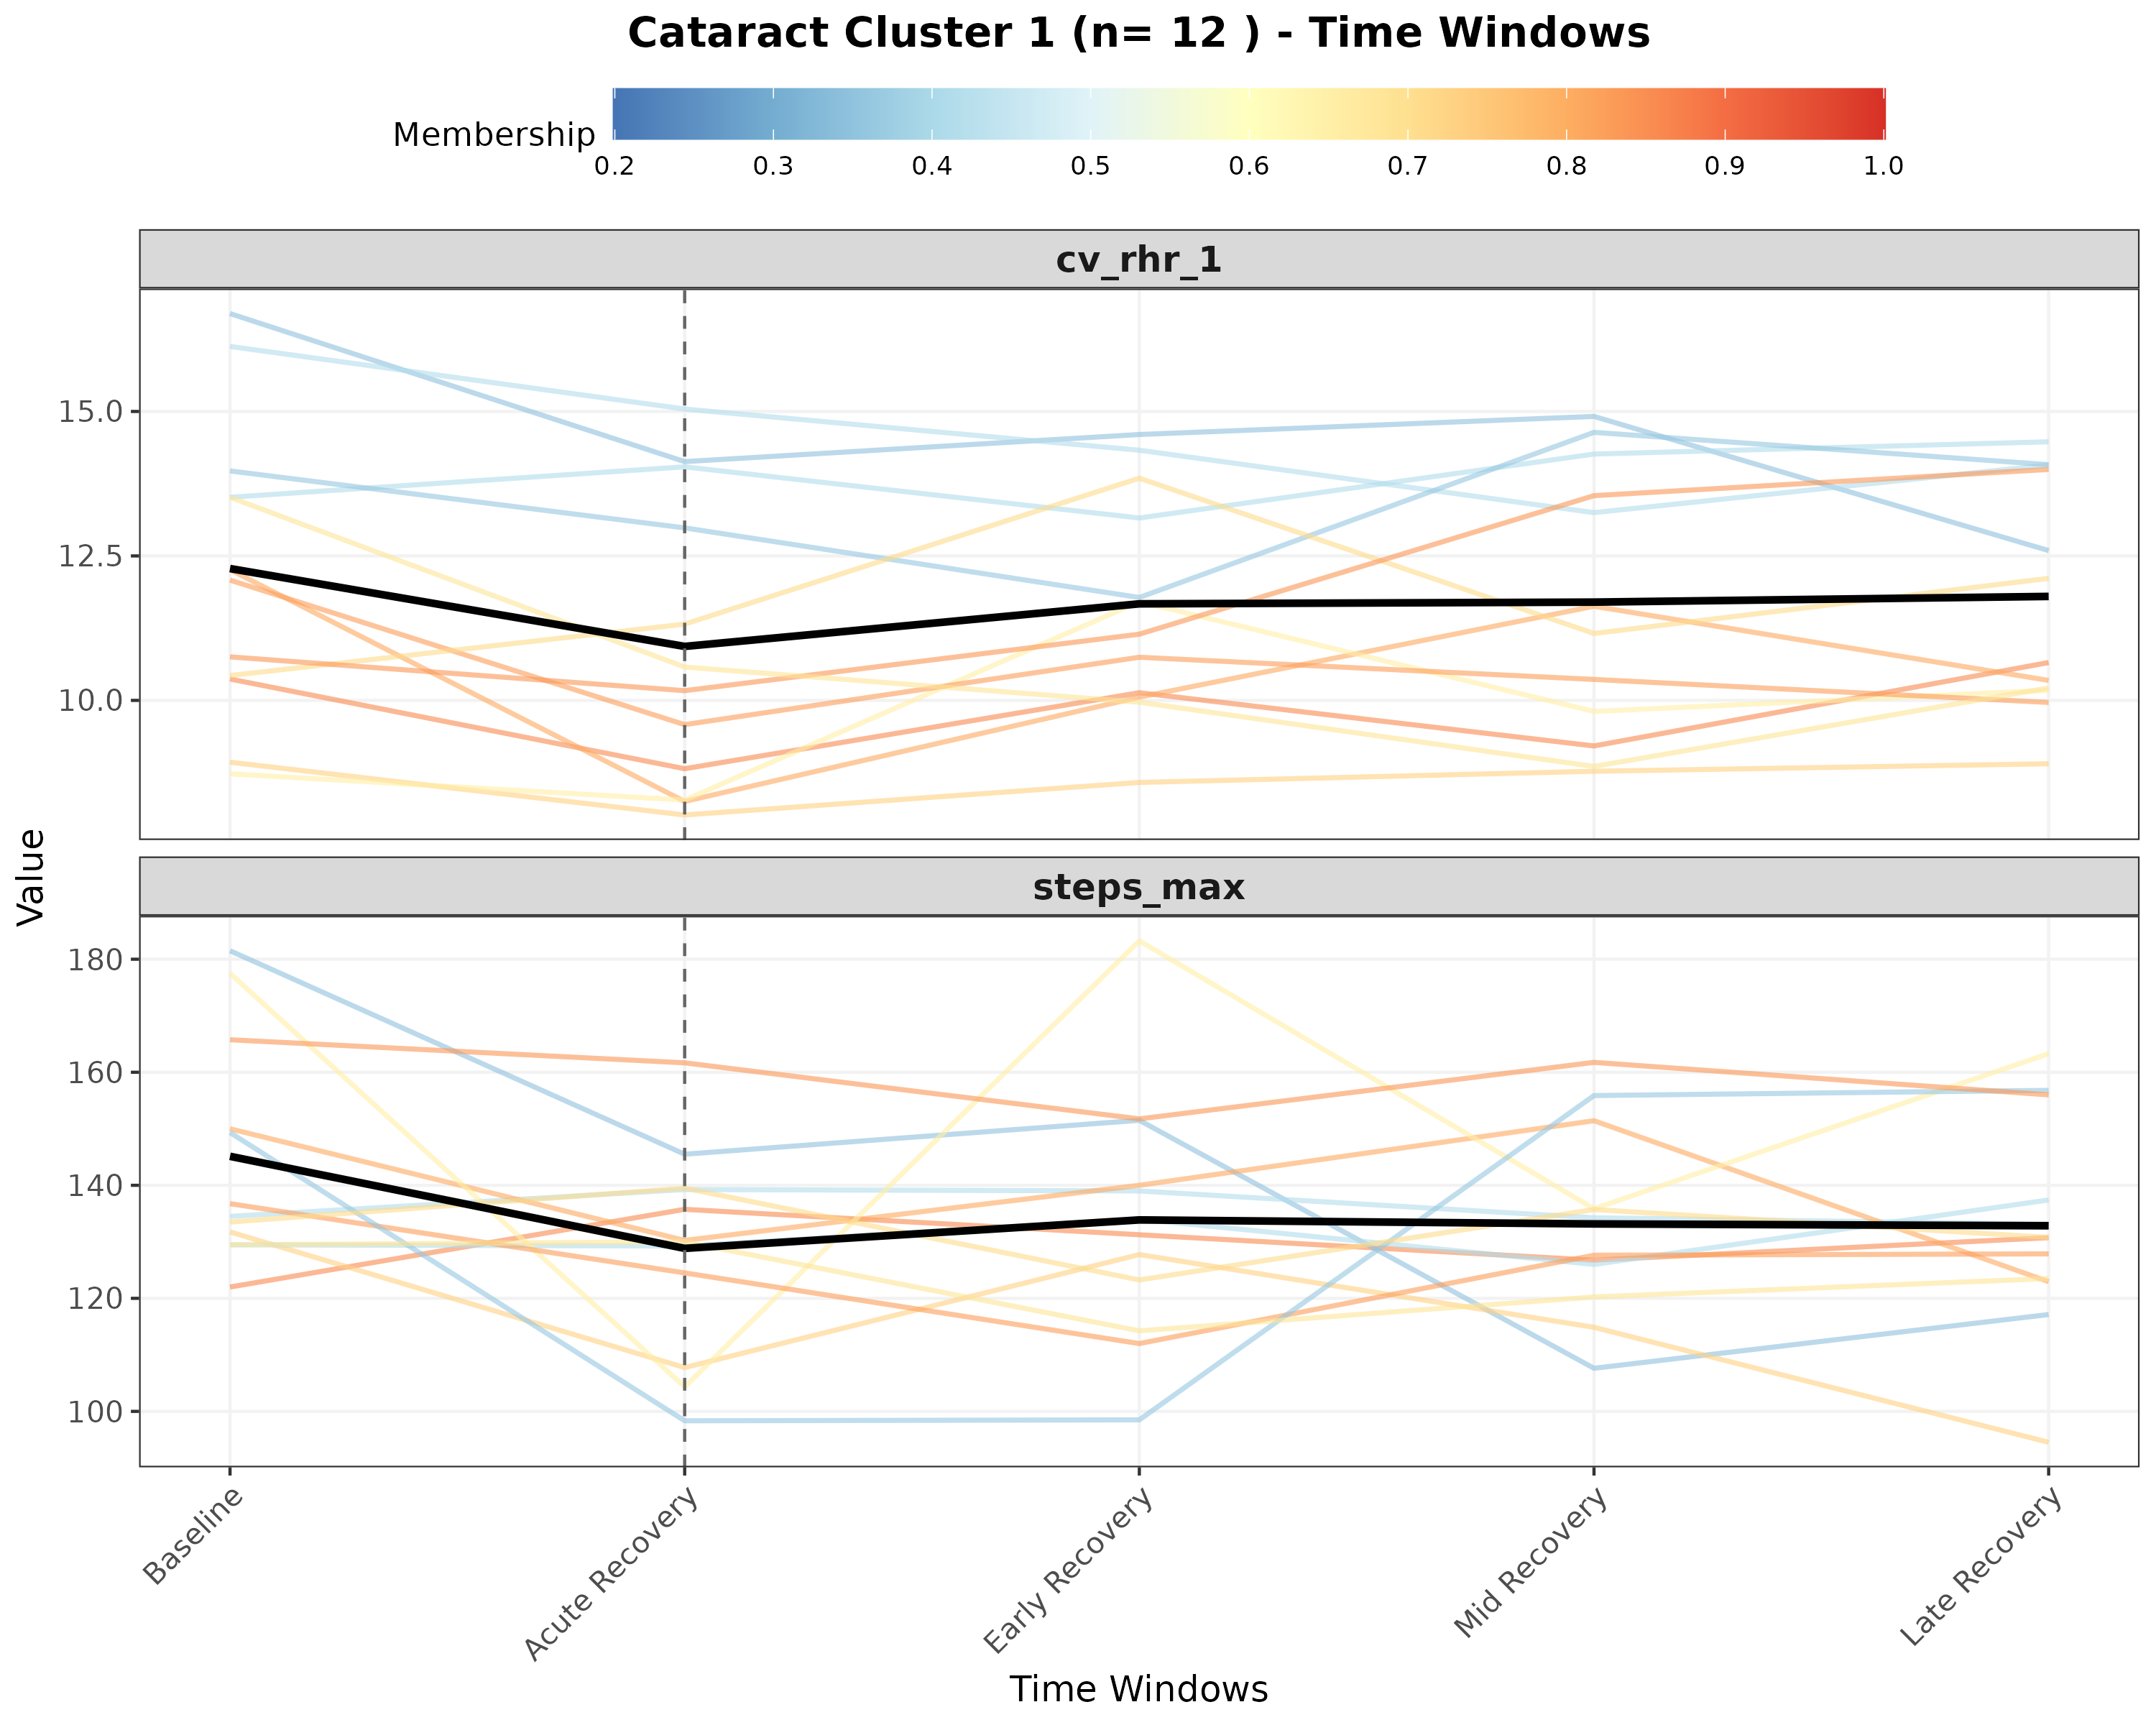 Cataract Cluster 1 (n= 12 ) - Time Windows
Membership
0.2 0.3 0.4 0.5 0.6 0.7 0.8 0.9 1.0
cv_rhr_1
15.0
12.5
10.0
Value
steps_max
180
160
140
120
100
Baseline Acute Recovery Early Recovery Mid Recovery Late Recovery
Time Windows